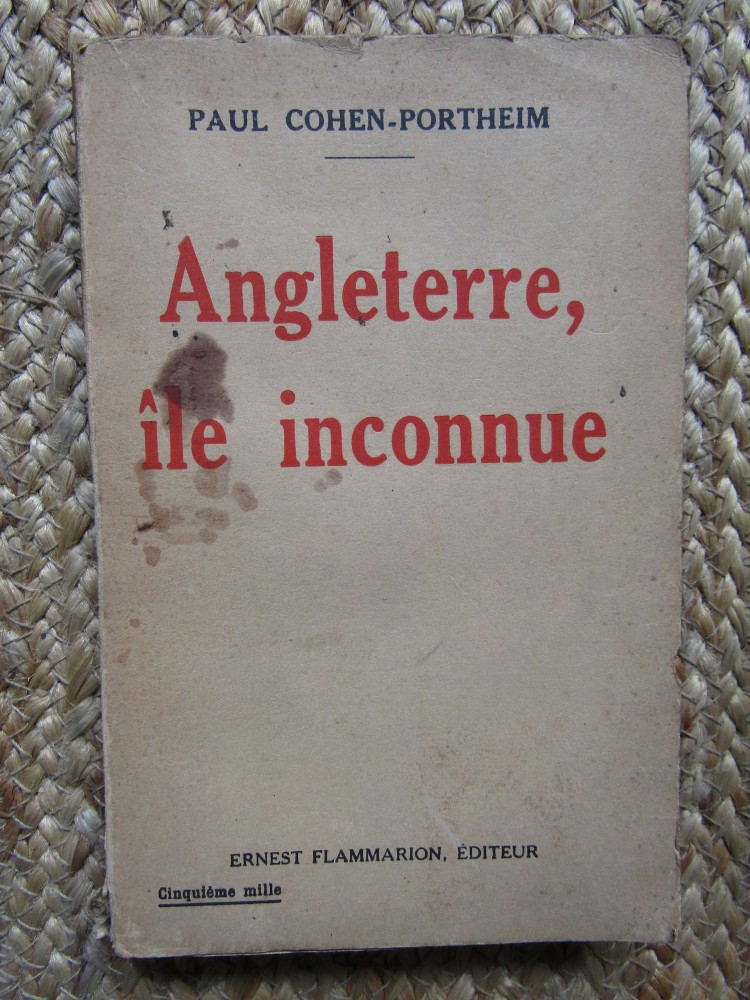 PAUL COHEN-PORTHEIM
Angleterre,
île inconnue
ERNEST FLAMMARION, ÉDITEUR
Cinquième mille